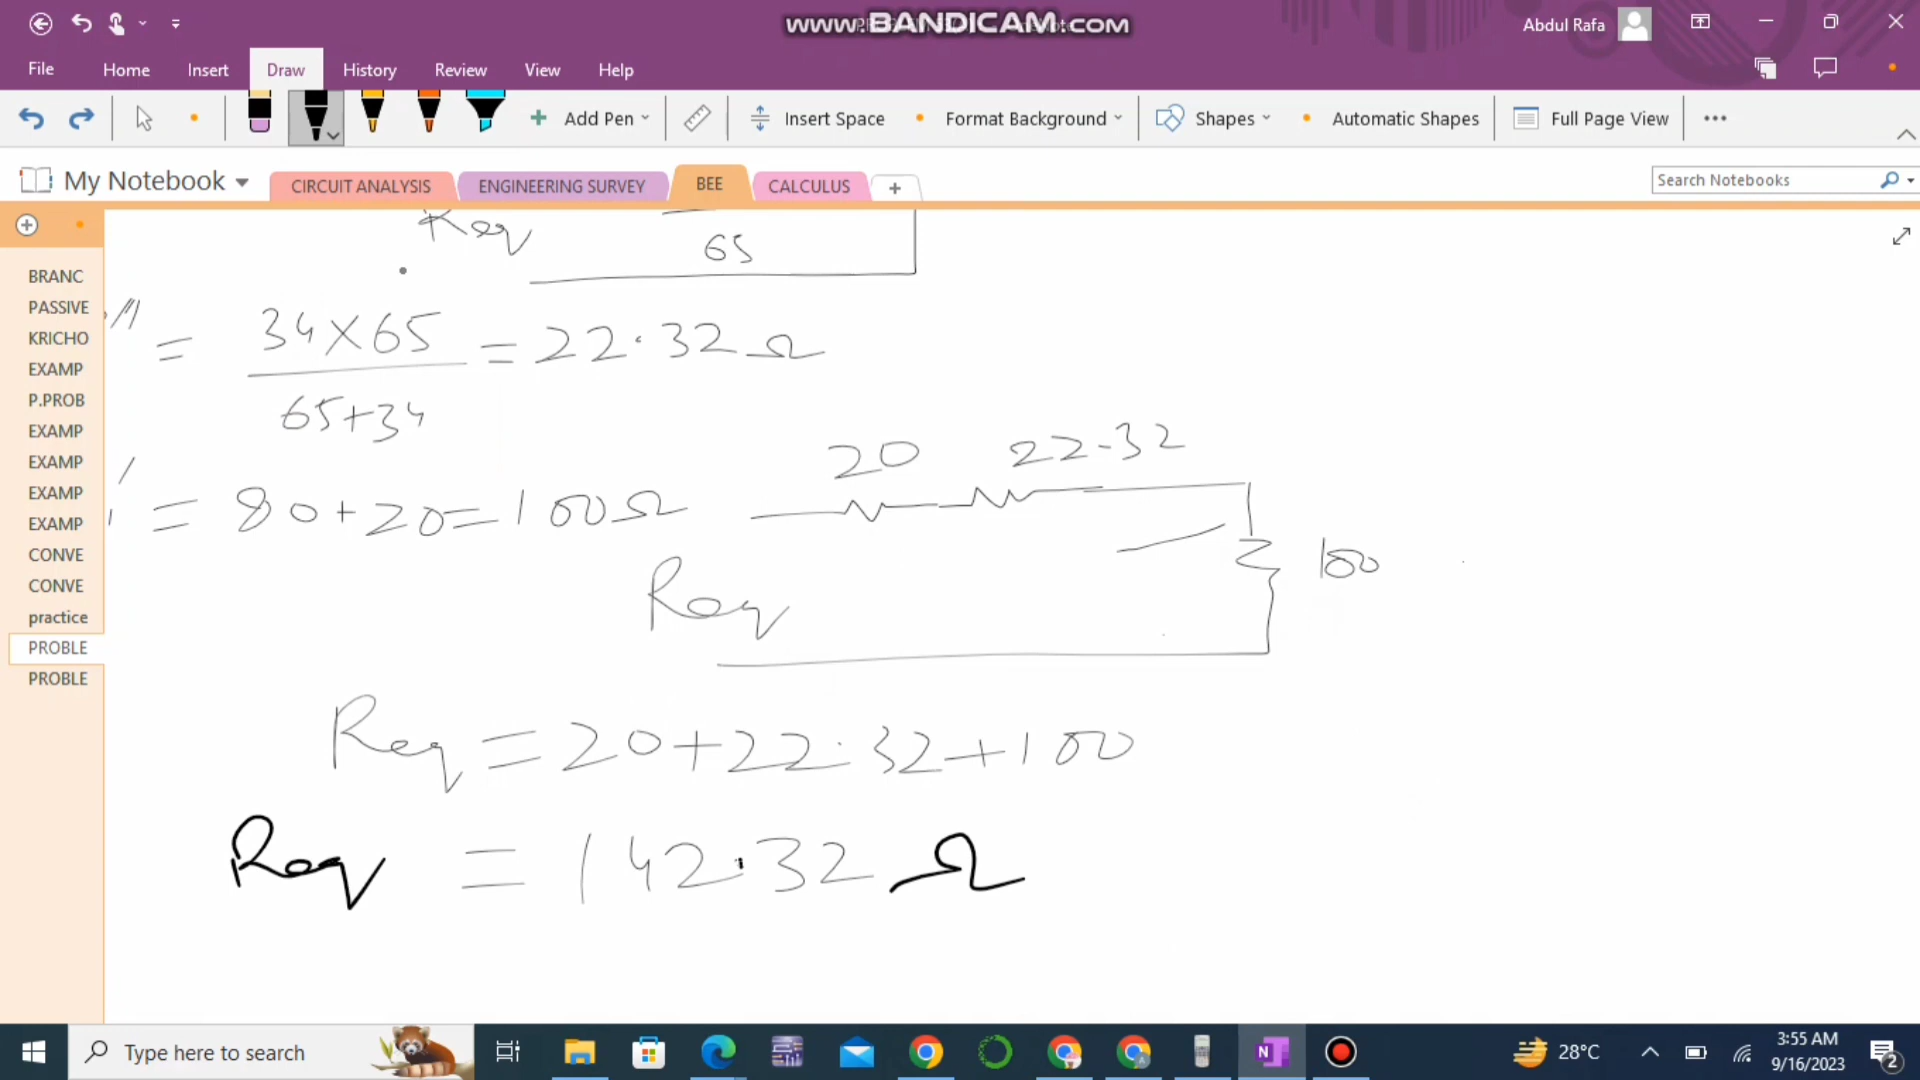 www.BANDICAM.com
Abdul Rafa
File Home Insert Draw History Review View Help
Add Pen Insert Space Format Background Shapes Automatic Shapes Full Page View
My Notebook CIRCUIT ANALYSIS ENGINEERING SURVEY BEE CALCULUS + Search Notebooks
BRANC
PASSIVE
KRICHO
EXAMP
P.PROB
EXAMP
EXAMP
EXAMP
EXAMP
CONVE
CONVE
practice
PROBLE
PROBLE
Req
65
= 34×65 = 22.32 Ω
65+34
20 22.32
= 80+20=100Ω
100
Req
Req =20+22.32+100
Req = 142.32 Ω
Type here to search
28°C
3:55 AM
9/16/2023
2